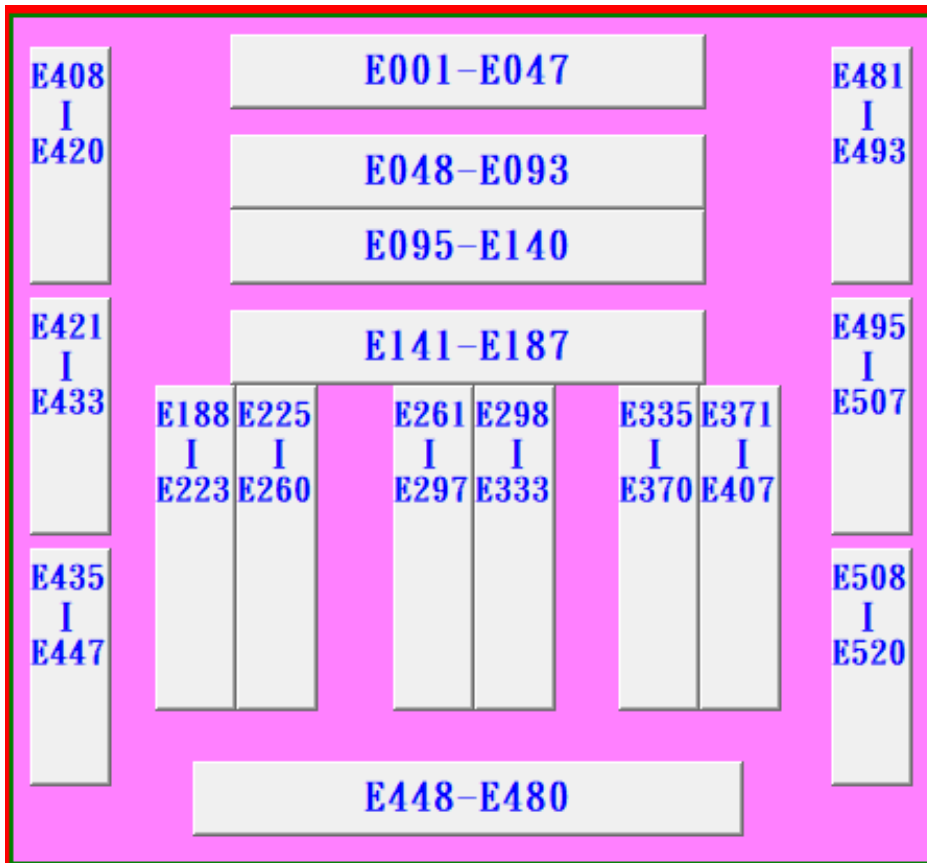 E001-E047
E048-E093
E095-E140
E141-E187
E408
I
E420
E421
I
E433
E435
I
E447
E188
I
E223
E225
I
E260
E261
I
E297
E298
I
E333
E335
I
E370
E371
I
E407
E481
I
E493
E495
I
E507
E508
I
E520
E448-E480